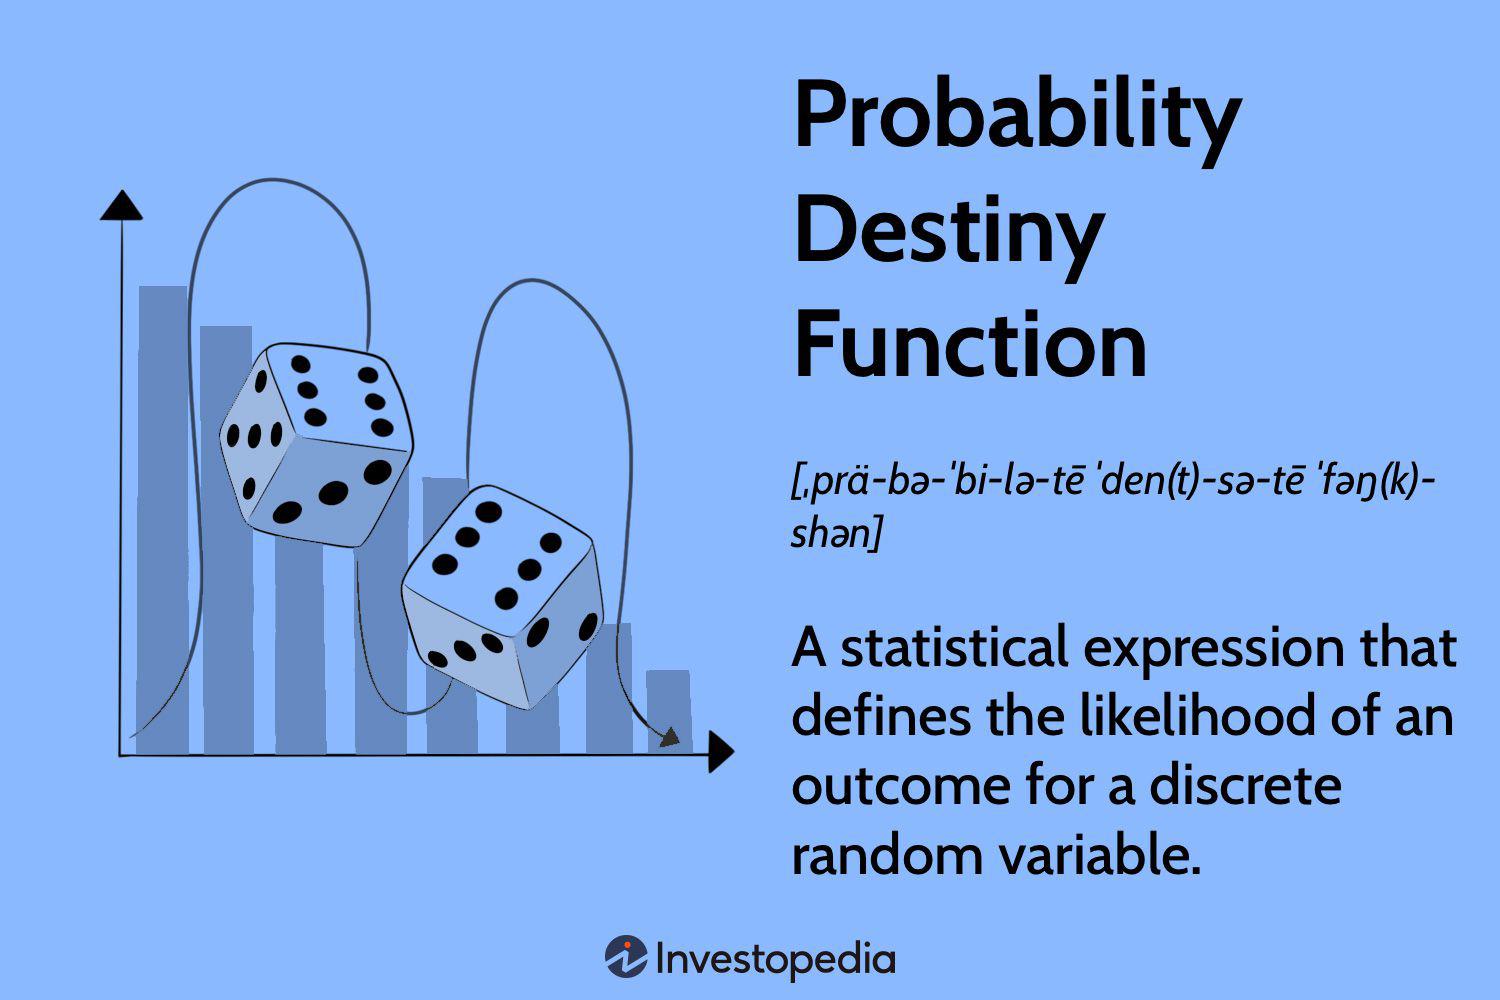 Probability
Destiny
Function
[ˌprä-bə-ˈbi-lə-tē ˈden(t)-sə-tē ˈfəŋ(k)-
shən]
A statistical expression that
defines the likelihood of an
outcome for a discrete
random variable.
Investopedia